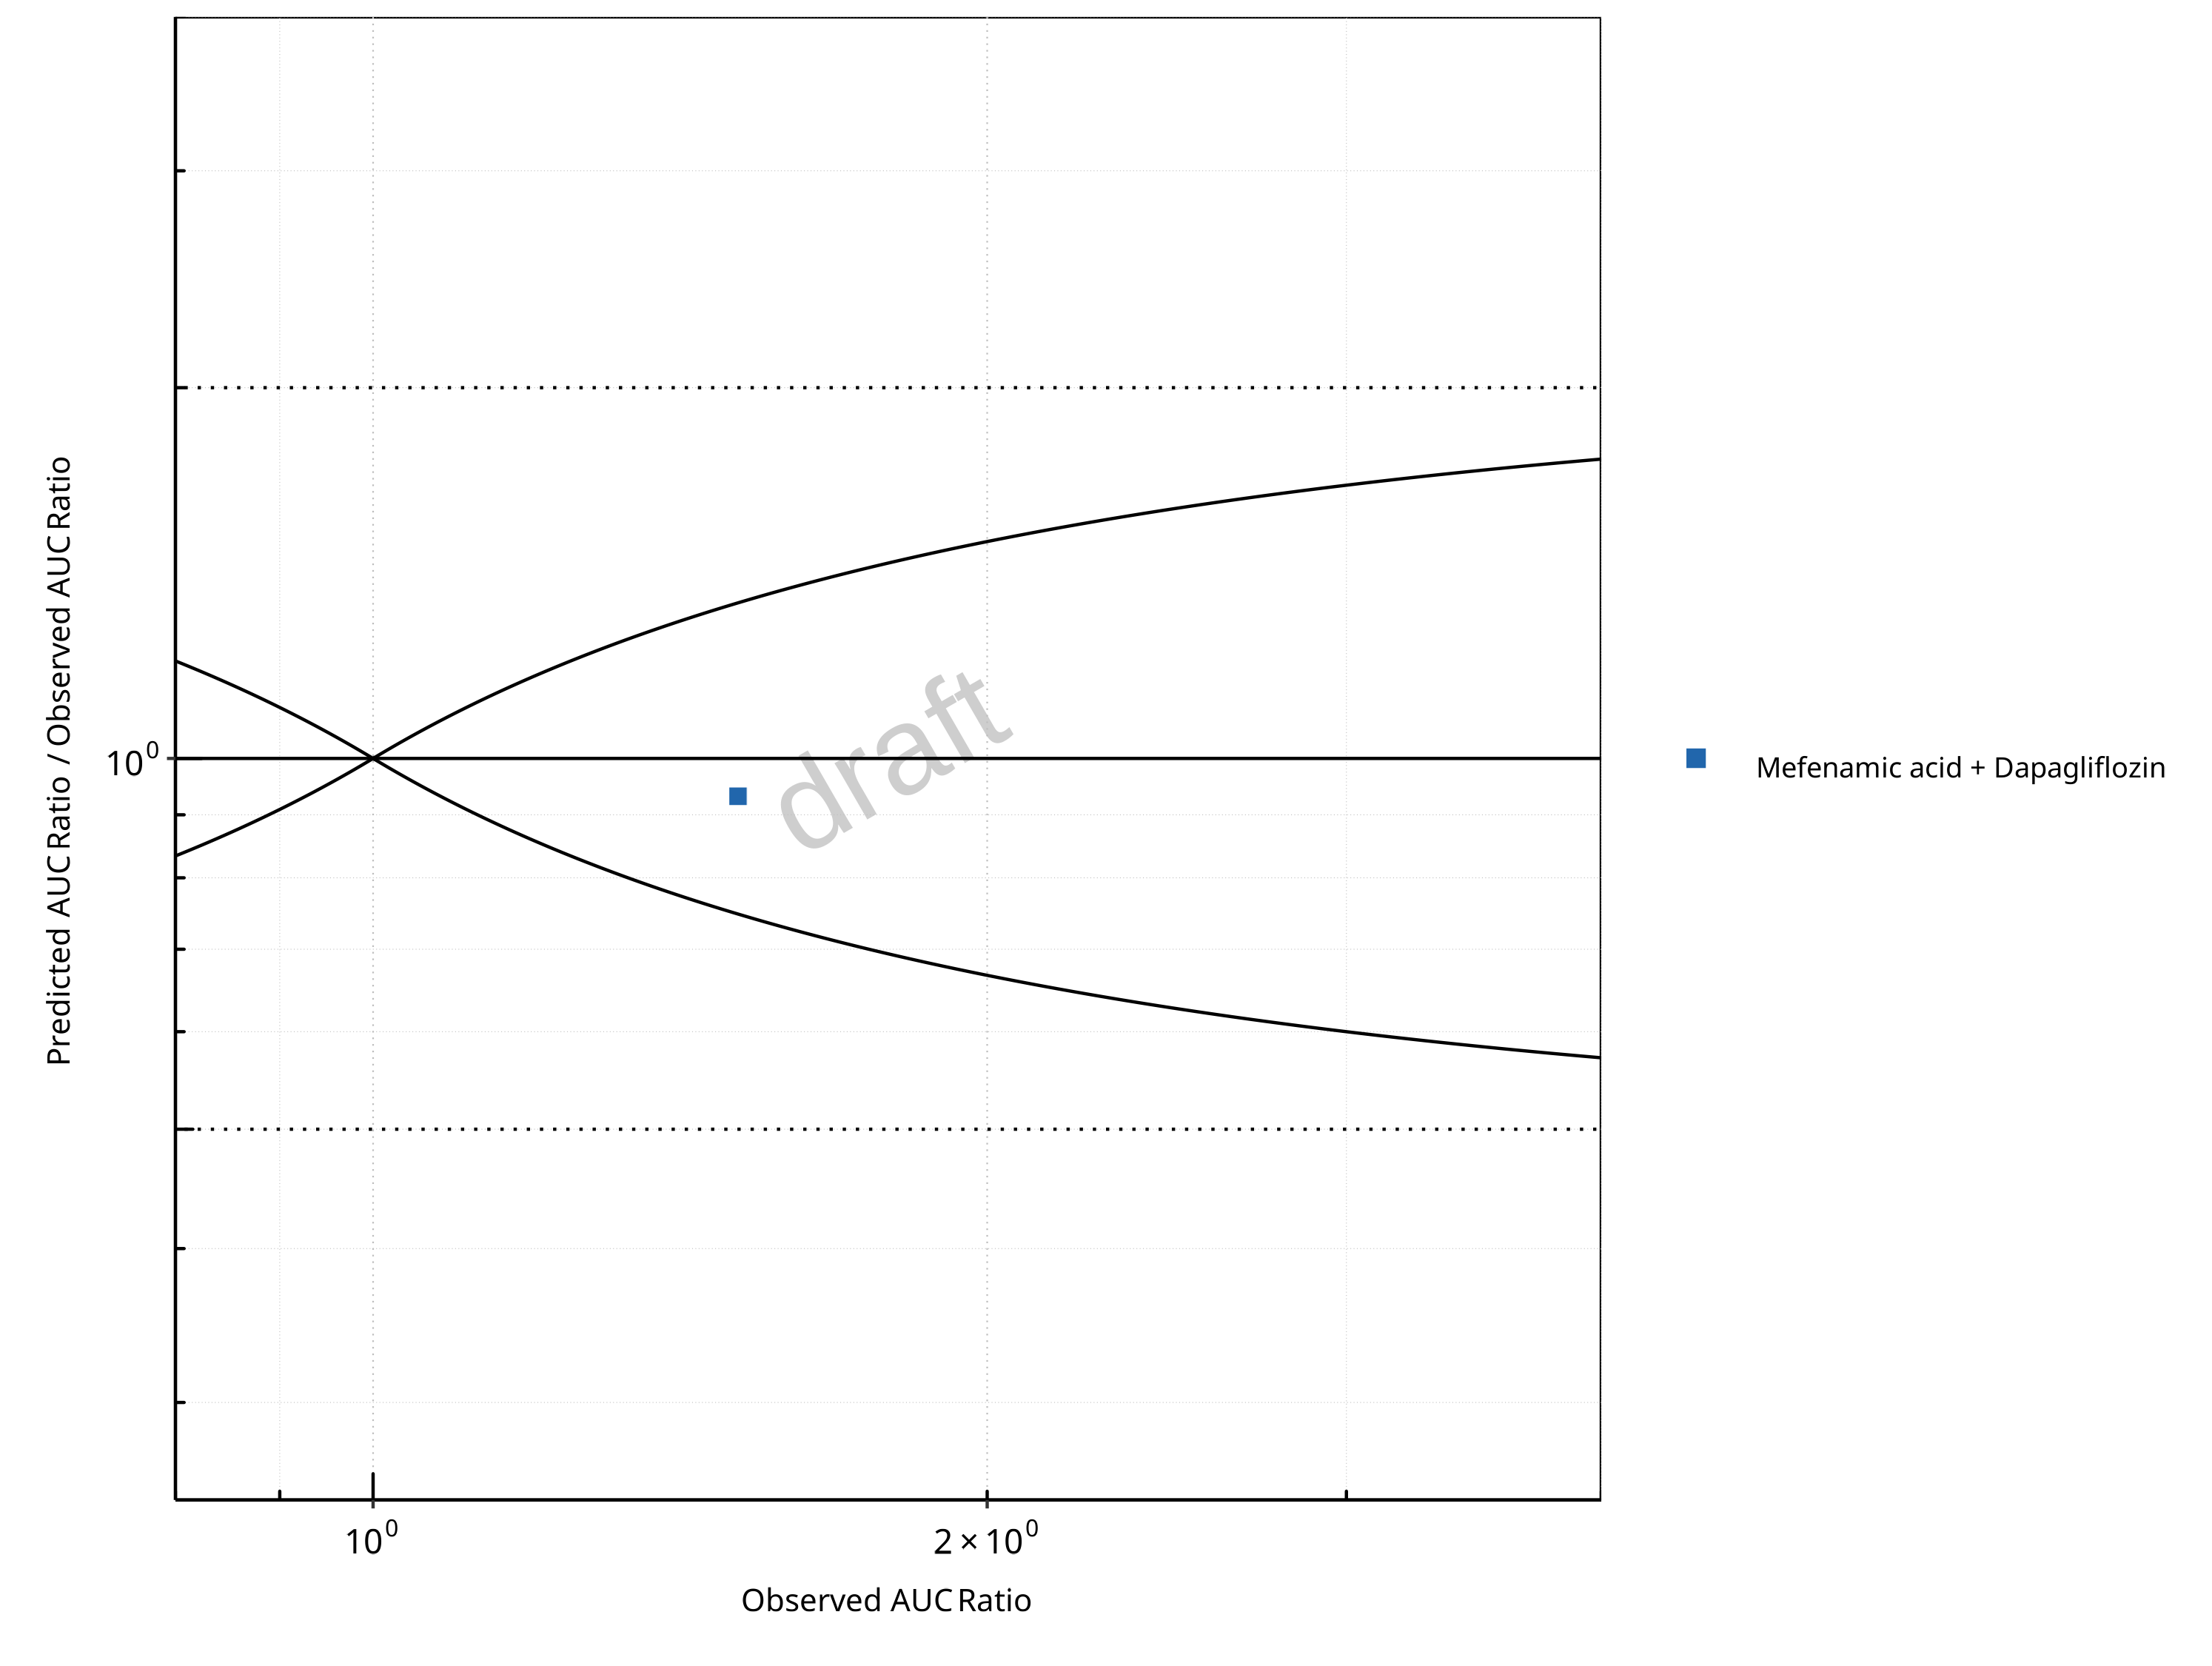 Predicted AUC Ratio / Observed AUC Ratio
10⁰
draft
Mefenamic acid + Dapagliflozin
10⁰
2 × 10⁰
Observed AUC Ratio